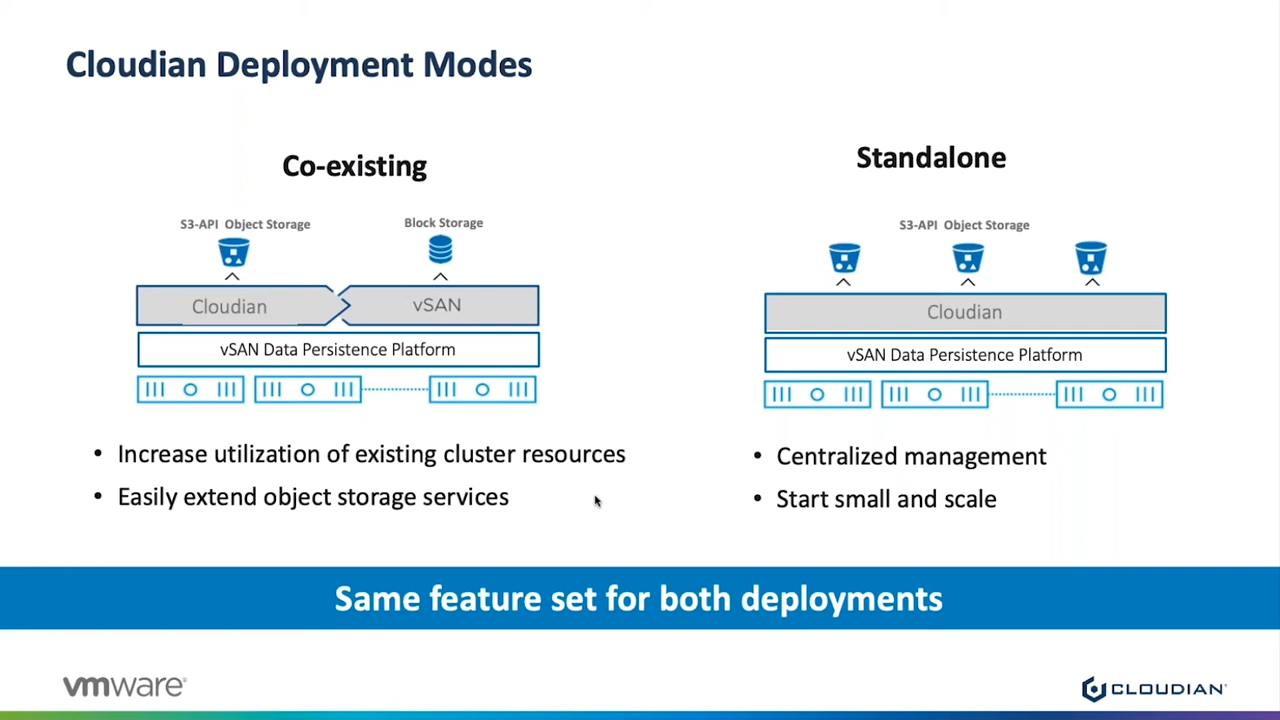 Cloudian Deployment Modes
Co-existing
S3-API Object Storage
Block Storage
Cloudian
vSAN
vSAN Data Persistence Platform
• Increase utilization of existing cluster resources
• Easily extend object storage services
Standalone
S3-API Object Storage
Cloudian
vSAN Data Persistence Platform
• Centralized management
• Start small and scale
Same feature set for both deployments
vmware®
CLOUDIAN®